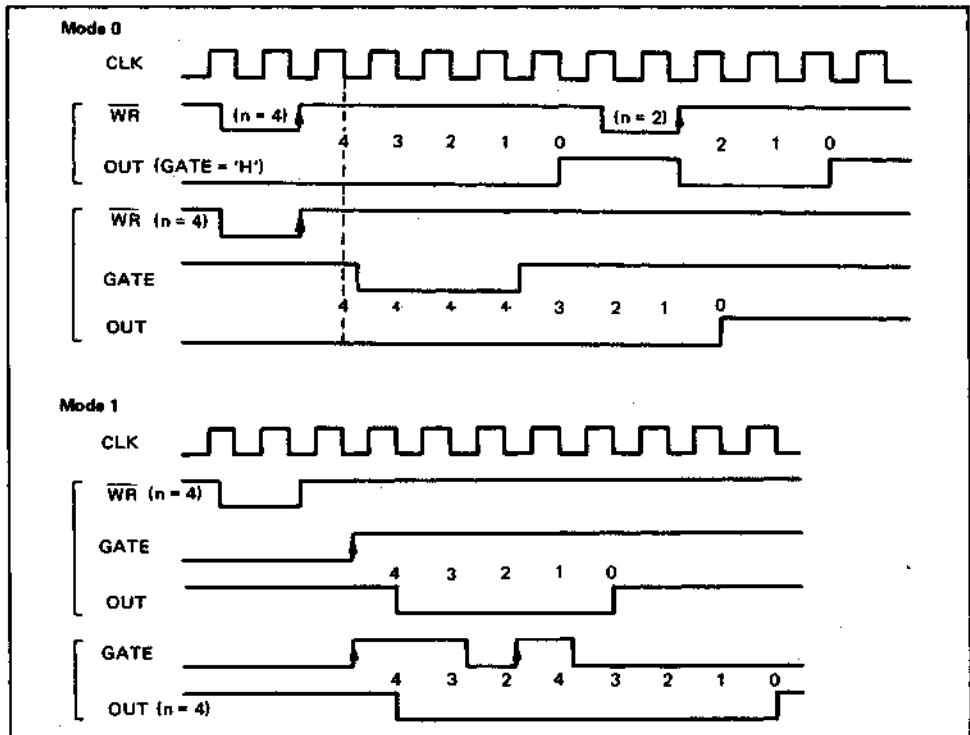 Mode 0
CLK
WR (n = 4) (n = 2)
4 3 2 1 0 2 1 0
OUT (GATE = 'H')
WR (n = 4)
GATE
4 4 4 4 3 2 1 0
OUT
Mode 1
CLK
WR (n = 4)
GATE
4 3 2 1 0
OUT
GATE
4 3 2 4 3 2 1 0
OUT (n = 4)